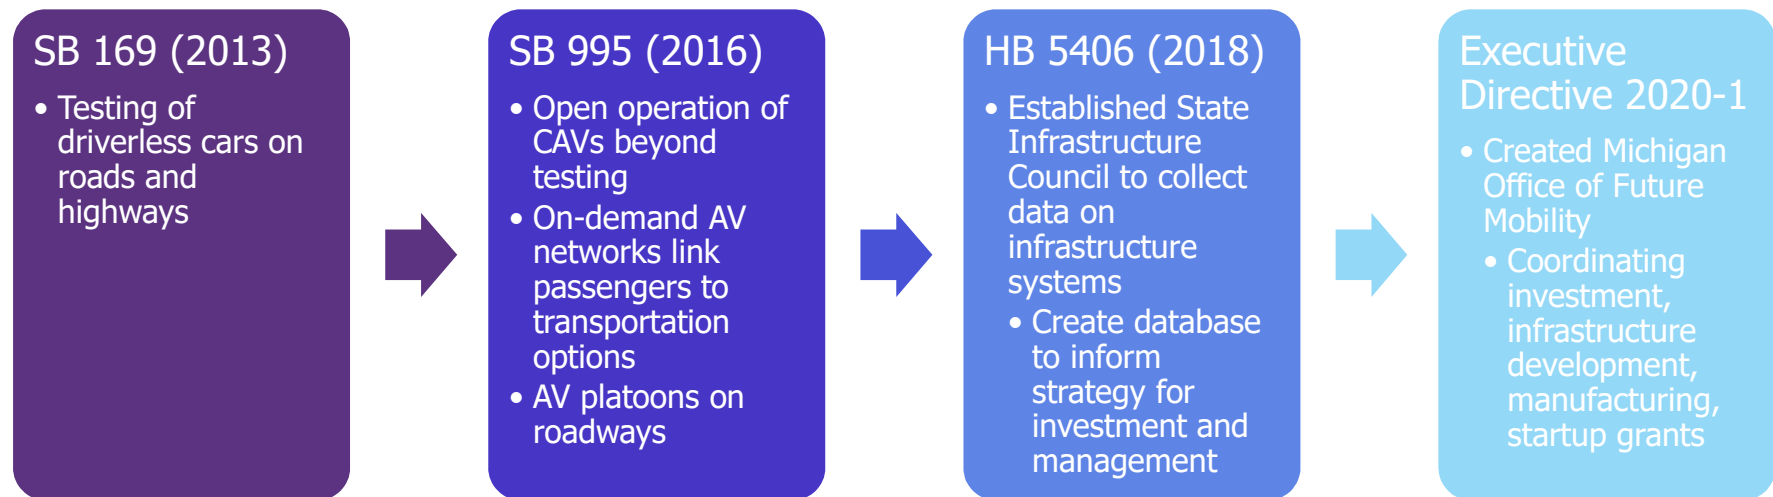 SB 169 (2013)
• Testing of
driverless cars on
roads and
highways
SB 995 (2016)
• Open operation of
CAVs beyond
testing
• On-demand AV
networks link
passengers to
transportation
options
• AV platoons on
roadways
HB 5406 (2018)
• Established State
Infrastructure
Council to collect
data on
infrastructure
systems
• Create database
to inform
strategy for
investment and
management
Executive
Directive 2020-1
• Created Michigan
Office of Future
Mobility
• Coordinating
investment,
infrastructure
development,
manufacturing,
startup grants